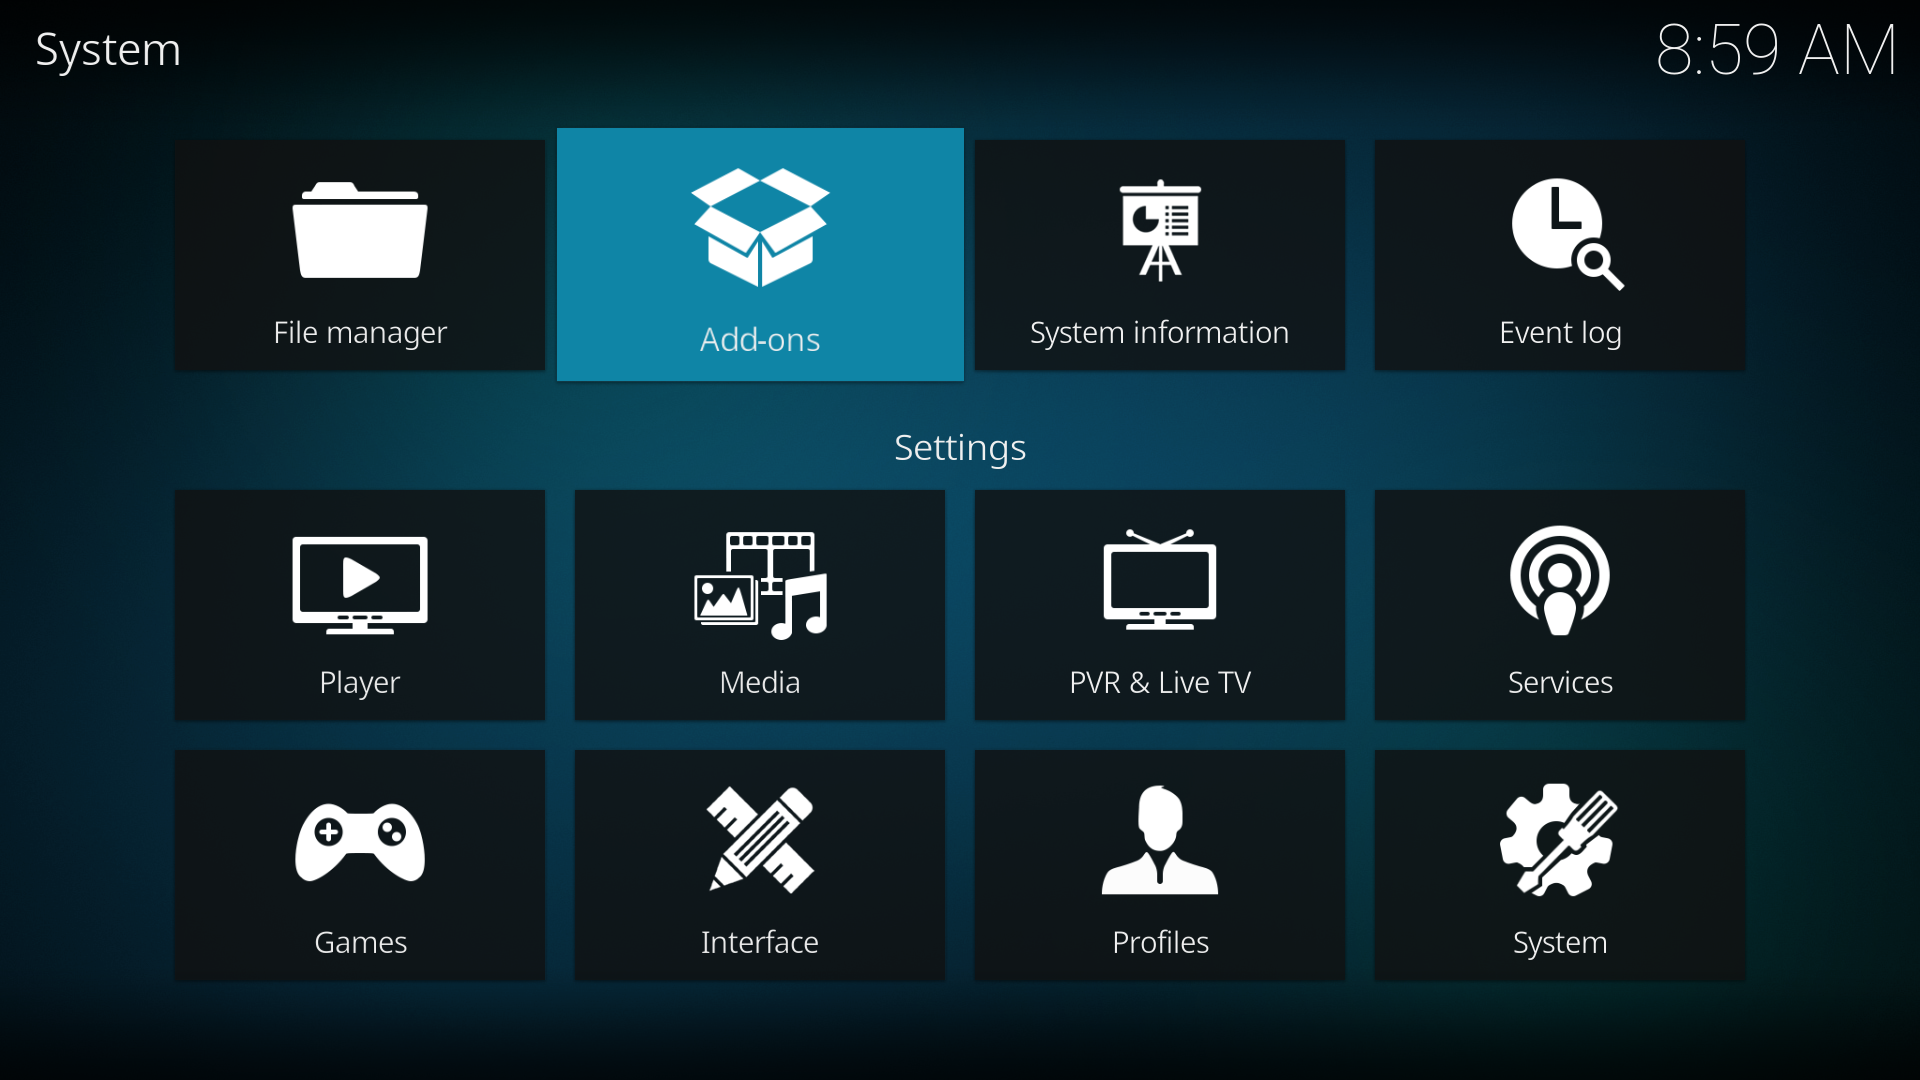 System
8:59 AM
File manager
Add-ons
System information
Event log
Settings
Player
Media
PVR & Live TV
Services
Games
Interface
Profiles
System